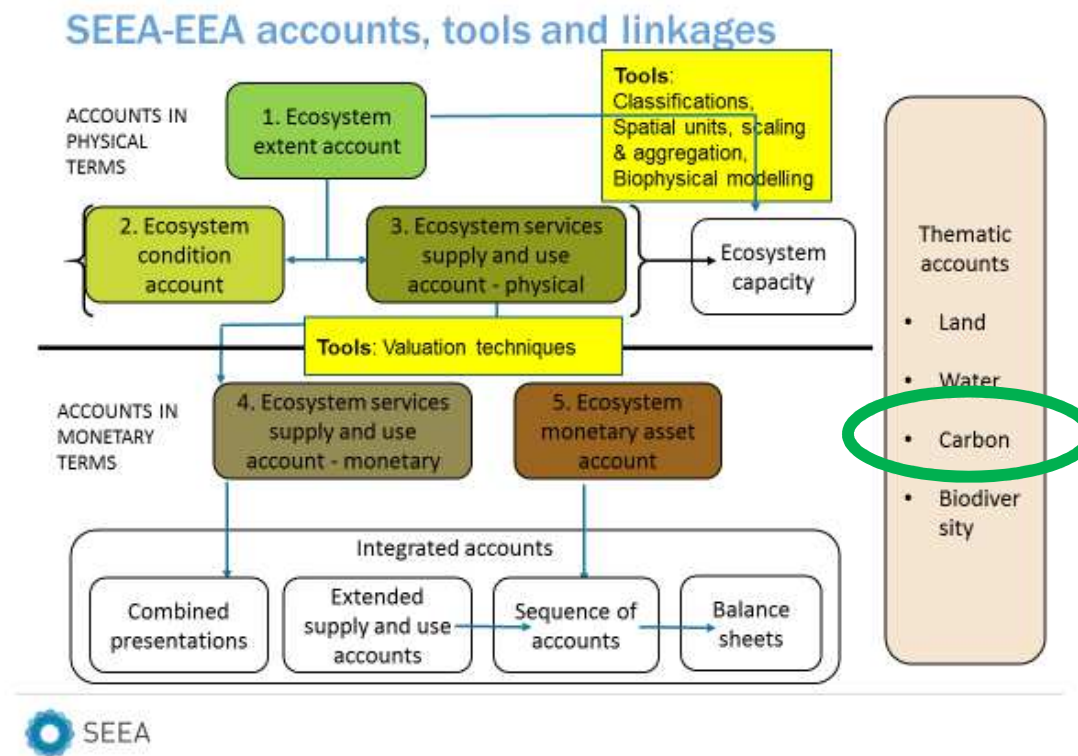 SEEA-EEA accounts, tools and linkages
ACCOUNTS IN
PHYSICAL
TERMS
1. Ecosystem
extent account
Tools:
Classifications,
Spatial units, scaling
& aggregation,
Biophysical modelling
2. Ecosystem
condition
account
3. Ecosystem services
supply and use
account - physical
Ecosystem
capacity
Tools: Valuation techniques
ACCOUNTS IN
MONETARY
TERMS
4. Ecosystem services
supply and use
account - monetary
5. Ecosystem
monetary asset
account
Integrated accounts
Combined
presentations
Extended
supply and use
accounts
Sequence of
accounts
Balance
sheets
Thematic
accounts
• Land
• Water
• Carbon
• Biodiver
sity
SEEA